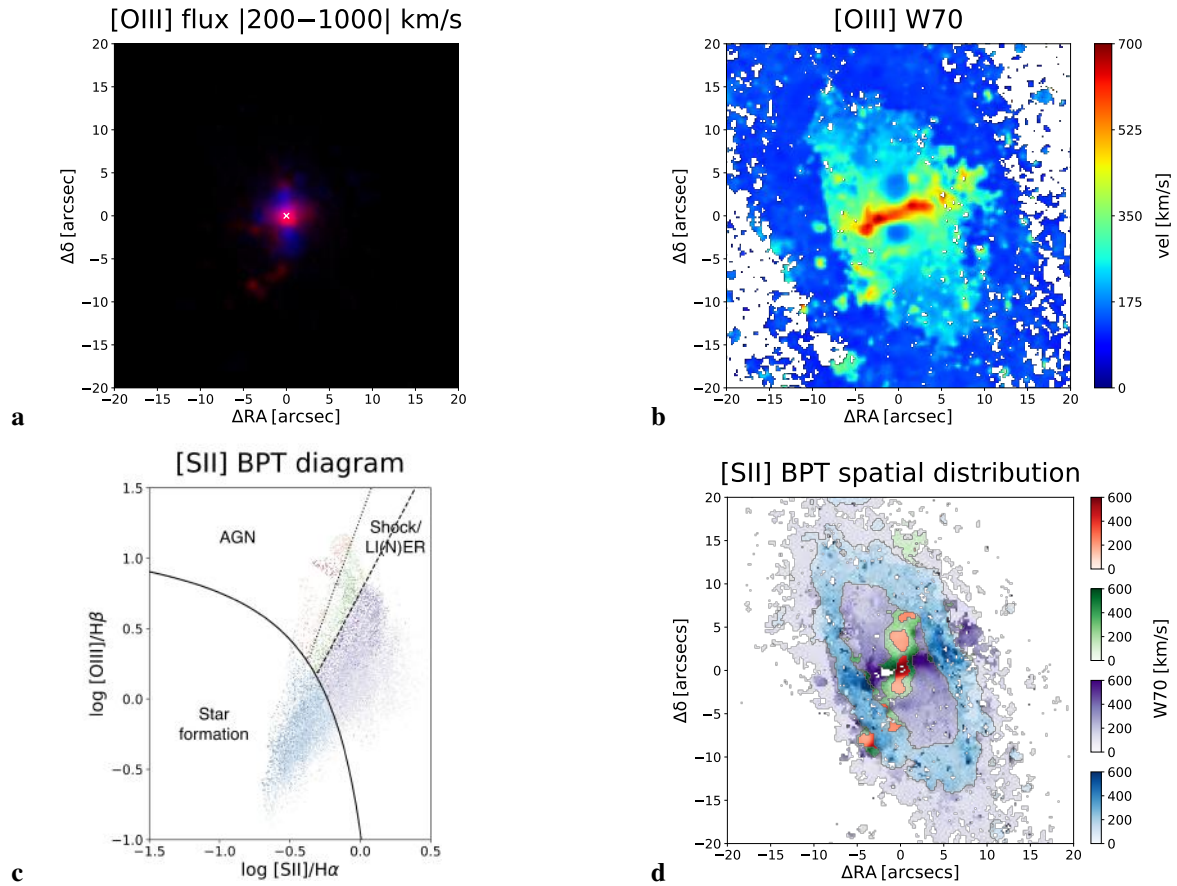 [OIII] flux |200−1000| km/s
20
15
10
5
0
−5
−10
−15
−20
Δδ [arcsec]
−20 −15 −10 −5 0 5 10 15 20
ΔRA [arcsec]
a
[OIII] W70
20
15
10
5
0
−5
−10
−15
−20
Δδ [arcsec]
−20 −15 −10 −5 0 5 10 15 20
ΔRA [arcsec]
700
525
350
175
0
vel [km/s]
b
[SII] BPT diagram
1.5
1.0
0.5
0.0
−0.5
−1.0
log [OIII]/Hβ
AGN
Shock/
LI(N)ER
Star
formation
−1.5 −1.0 −0.5 0.0 0.5
log [SII]/Hα
c
[SII] BPT spatial distribution
20
15
10
5
0
−5
−10
−15
−20
Δδ [arcsecs]
−20 −15 −10 −5 0 5 10 15 20
ΔRA [arcsecs]
600
400
200
0
600
400
200
0
600
400
200
0
600
400
200
0
W70 [km/s]
d